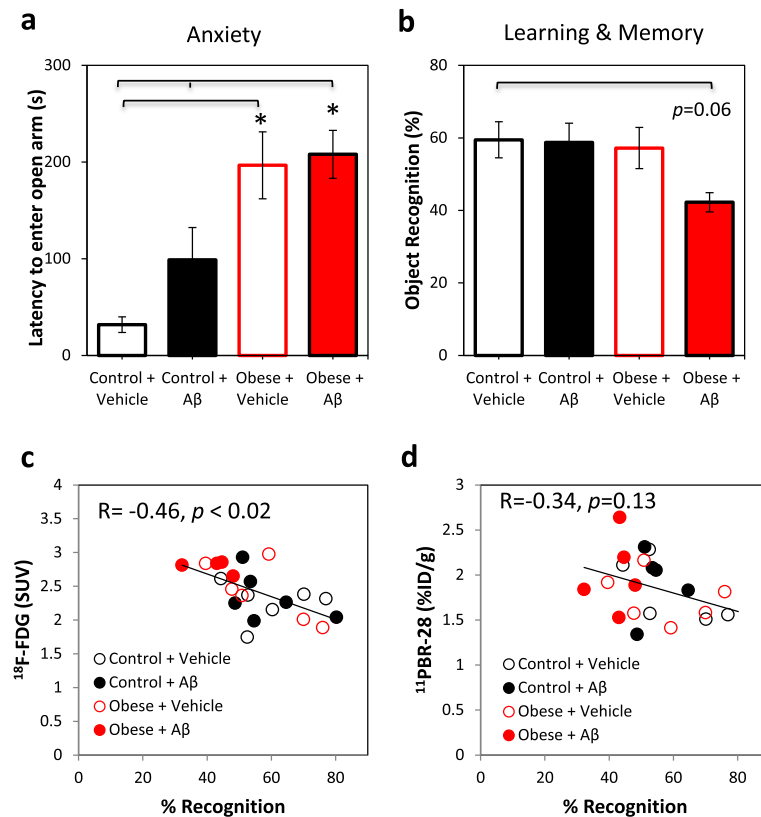 a
Anxiety
Latency to enter open arm (s)
300
200
100
0
*
*
Control + Vehicle
Control + Aβ
Obese + Vehicle
Obese + Aβ
b
Learning & Memory
Object Recognition (%)
80
60
40
20
0
p=0.06
Control + Vehicle
Control + Aβ
Obese + Vehicle
Obese + Aβ
c
R= -0.46, p < 0.02
18F-FDG (SUV)
4
3.5
3
2.5
2
1.5
1
0.5
0
Control + Vehicle
Control + Aβ
Obese + Vehicle
Obese + Aβ
0 20 40 60 80
% Recognition
d
R=-0.34, p=0.13
11PBR-28 (%ID/g)
3
2.5
2
1.5
1
0.5
0
Control + Vehicle
Control + Aβ
Obese + Vehicle
Obese + Aβ
0 20 40 60 80
% Recognition